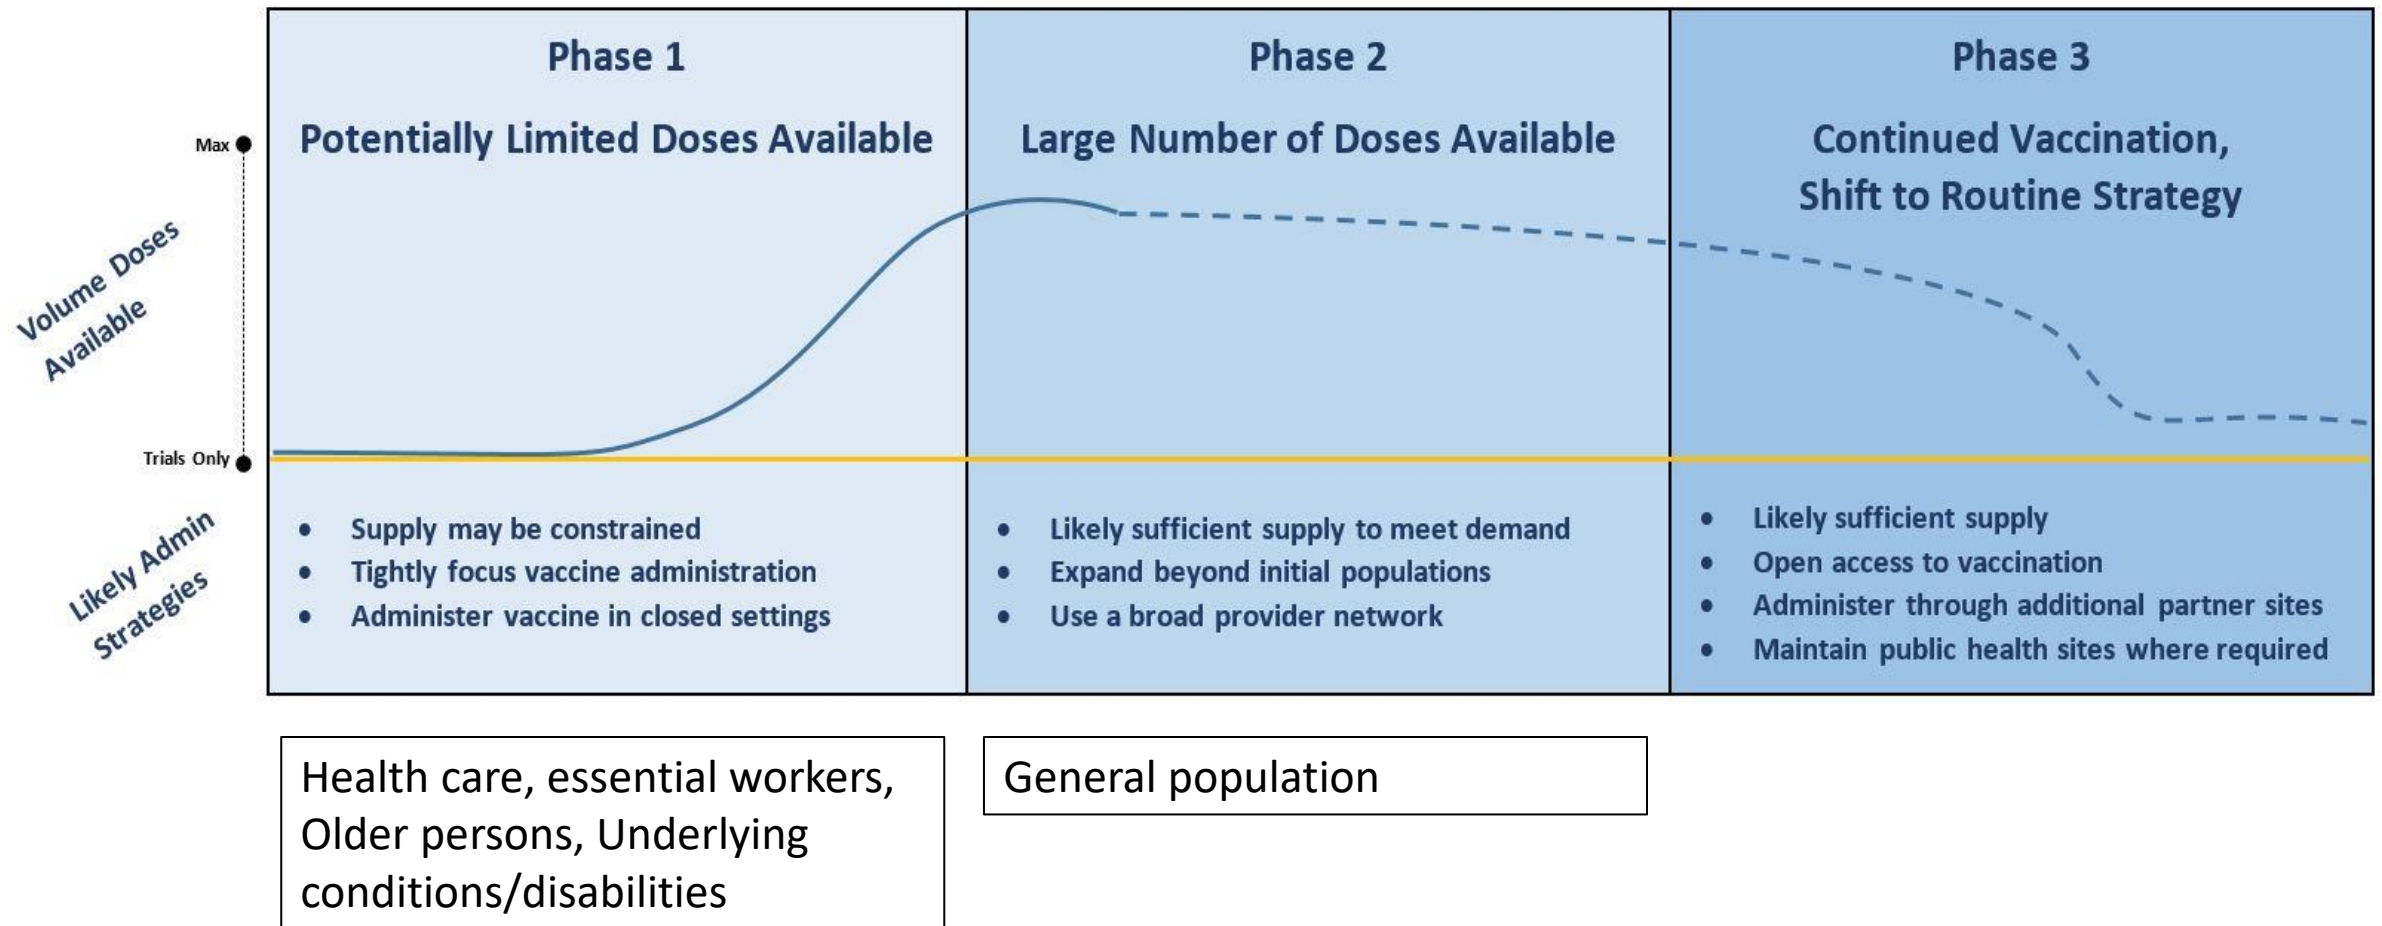 Phase 1
Potentially Limited Doses Available
Phase 2
Large Number of Doses Available
Phase 3
Continued Vaccination,
Shift to Routine Strategy
Max
Volume Doses
Available
Trials Only
Likely Admin
Strategies
• Supply may be constrained
• Tightly focus vaccine administration
• Administer vaccine in closed settings
• Likely sufficient supply to meet demand
• Expand beyond initial populations
• Use a broad provider network
• Likely sufficient supply
• Open access to vaccination
• Administer through additional partner sites
• Maintain public health sites where required
Health care, essential workers,
Older persons, Underlying
conditions/disabilities
General population